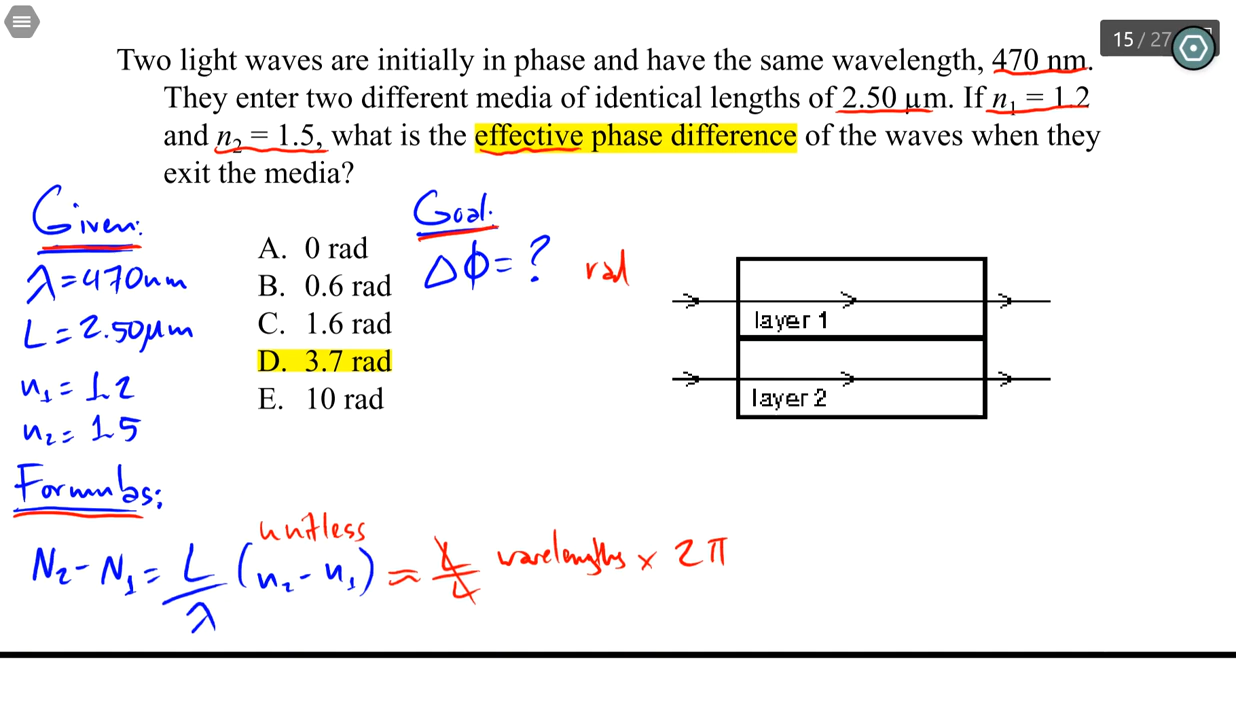 15 / 27
Two light waves are initially in phase and have the same wavelength, 470 nm.
They enter two different media of identical lengths of 2.50 μm. If n₁ = 1.2
and n₂ = 1.5, what is the effective phase difference of the waves when they
exit the media?
Given:
λ = 470nm
L = 2.50μm
n₁ = 1.2
n₂ = 1.5
Goal:
Δϕ = ? rad
A. 0 rad
B. 0.6 rad
C. 1.6 rad
D. 3.7 rad
E. 10 rad
layer 1
layer 2
Formulas:
unitless
N₂ - N₁ = L/λ (n₂ - n₁) = wavelengths × 2π